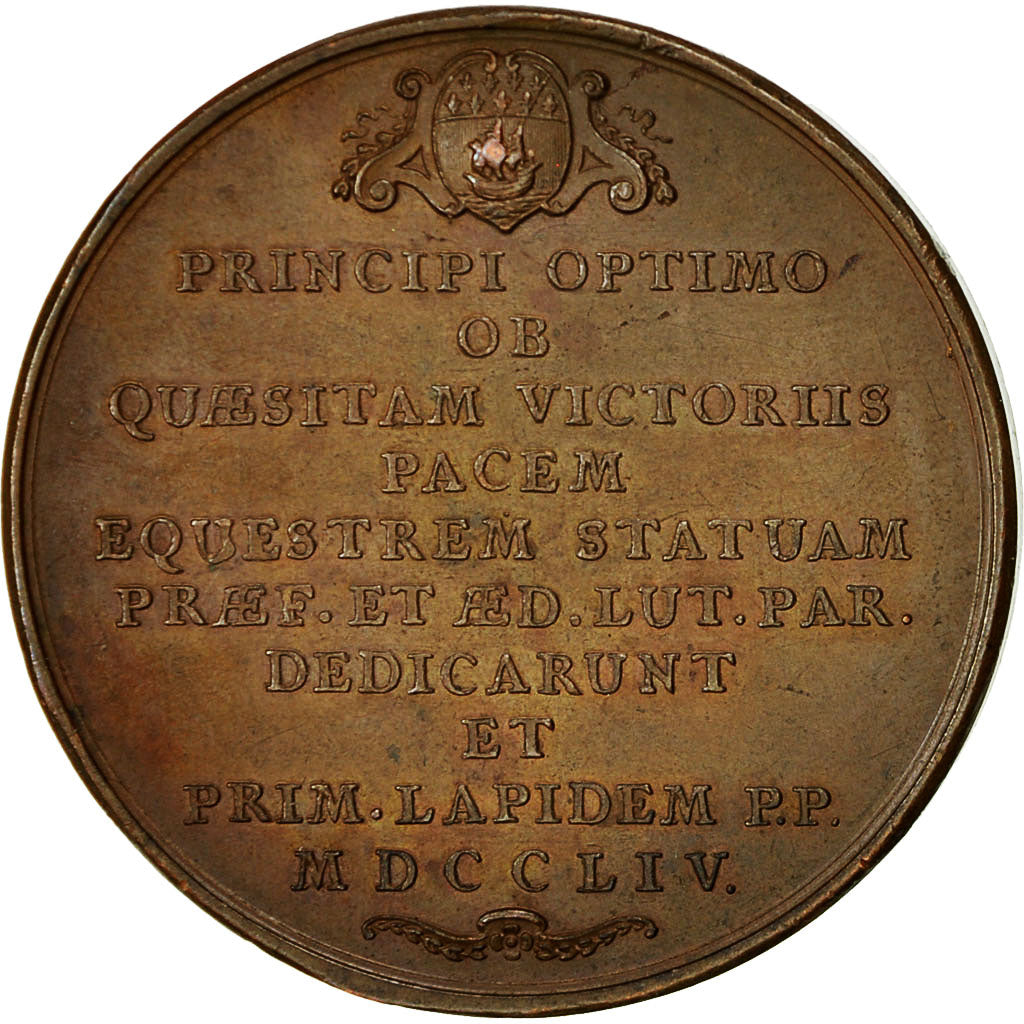 PRINCIPI OPTIMO
OB
QUÆSITAM VICTORIIS
PACEM
EQUESTREM STATUAM
PRÆF. ET ÆD. LUT. PAR.
DEDICARUNT
ET
PRIM. LAPIDEM P.P.
MDCCLIV.